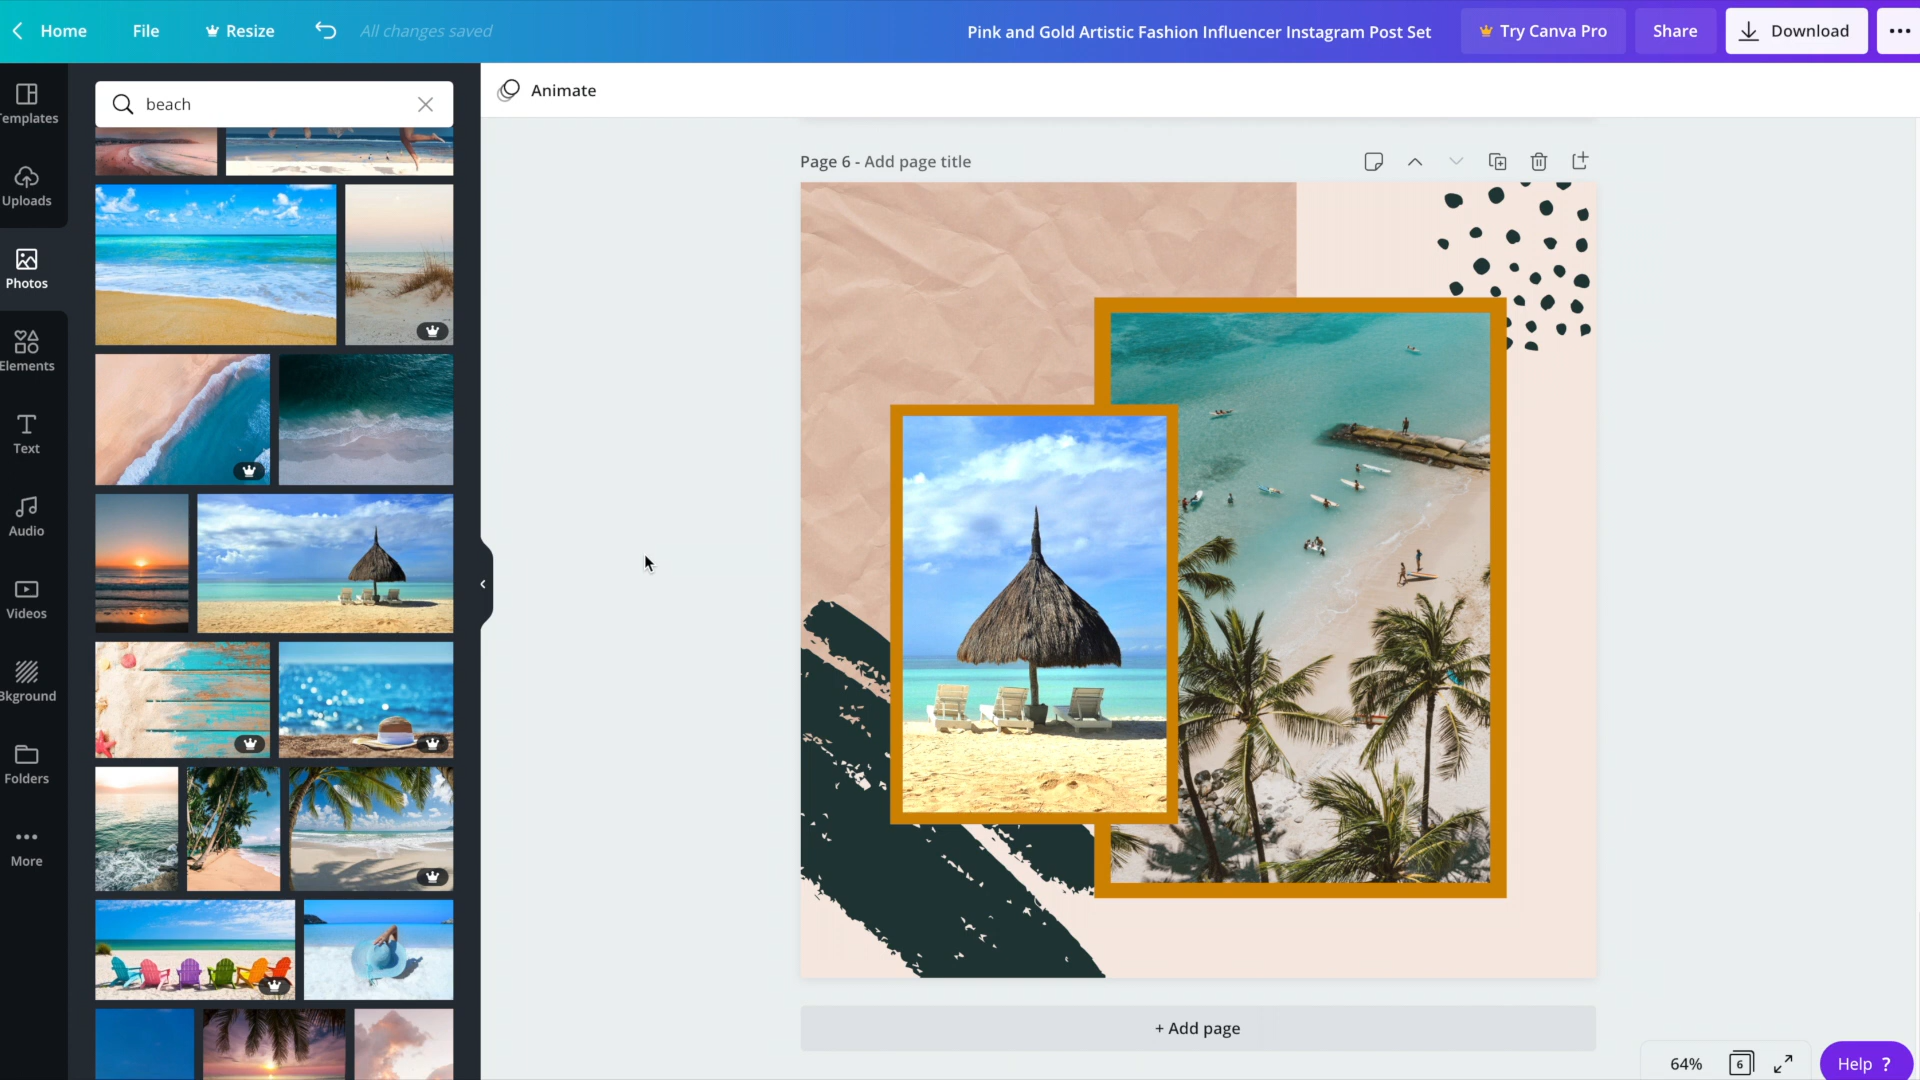 Home
File
Resize
All changes saved
Pink and Gold Artistic Fashion Influencer Instagram Post Set
Try Canva Pro
Share
Download
Templates
Uploads
Photos
Elements
Text
Audio
Videos
Bkground
Folders
More
beach
Animate
Page 6 - Add page title
+ Add page
64%
6
Help ?